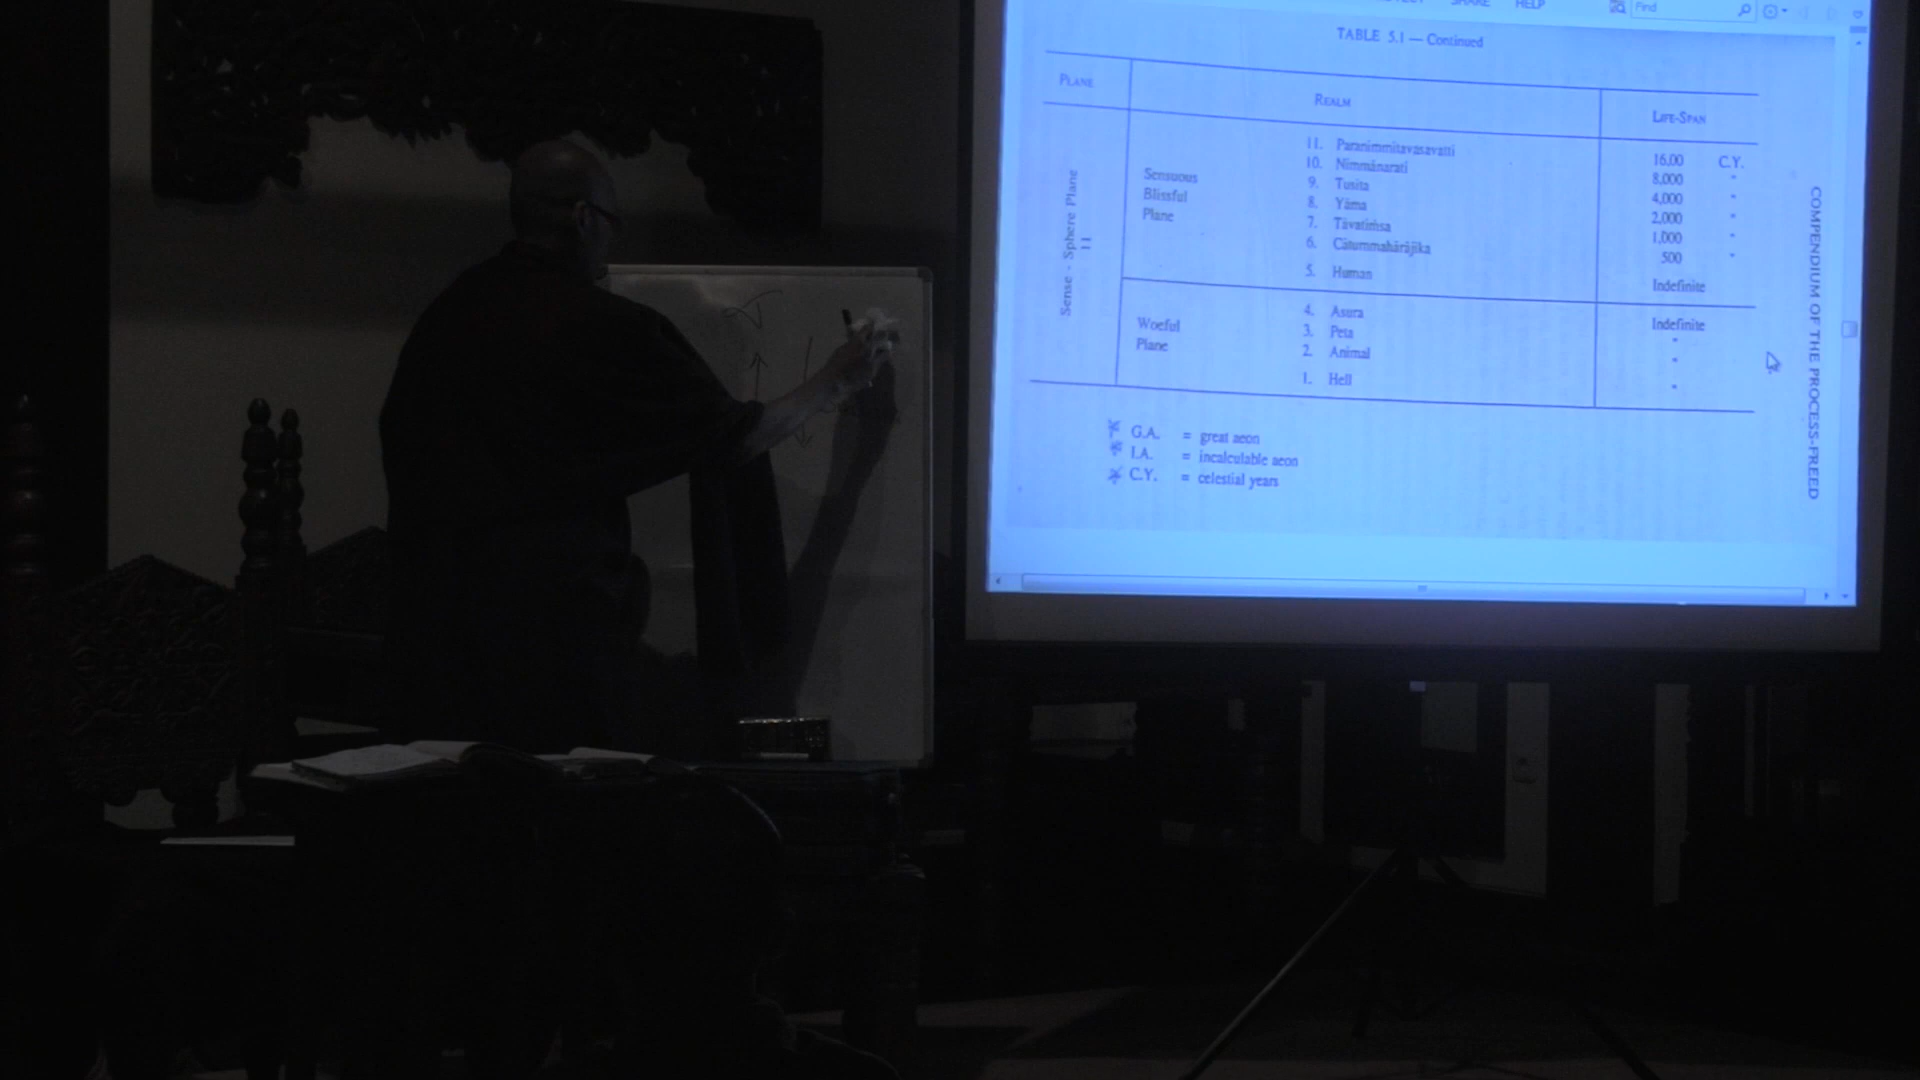 SHARE HELP
Find
TABLE 5.1 — Continued
PLANE REALM LIFE-SPAN
Sense - Sphere Plane
11
Sensuous
Blissful
Plane
11. Paranimmitavasavatti 16,00 C.Y.
10. Nimmānarati 8,000 "
9. Tusita 4,000 "
8. Yāma 2,000 "
7. Tāvatiṁsa 1,000 "
6. Cātummahārājika 500 "
5. Human Indefinite
Woeful
Plane
4. Asura Indefinite
3. Peta "
2. Animal "
1. Hell "
G.A. = great aeon
I.A. = incalculable aeon
C.Y. = celestial years
COMPENDIUM OF THE PROCESS-FREED